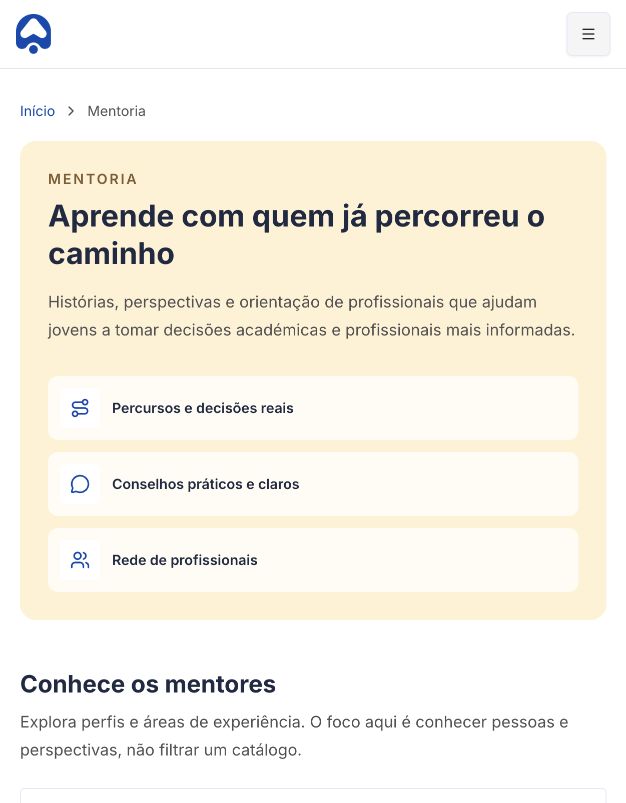 Início > Mentoria
MENTORIA
Aprende com quem já percorreu o
caminho
Histórias, perspectivas e orientação de profissionais que ajudam
jovens a tomar decisões académicas e profissionais mais informadas.
Percursos e decisões reais
Conselhos práticos e claros
Rede de profissionais
Conhece os mentores
Explora perfis e áreas de experiência. O foco aqui é conhecer pessoas e
perspectivas, não filtrar um catálogo.